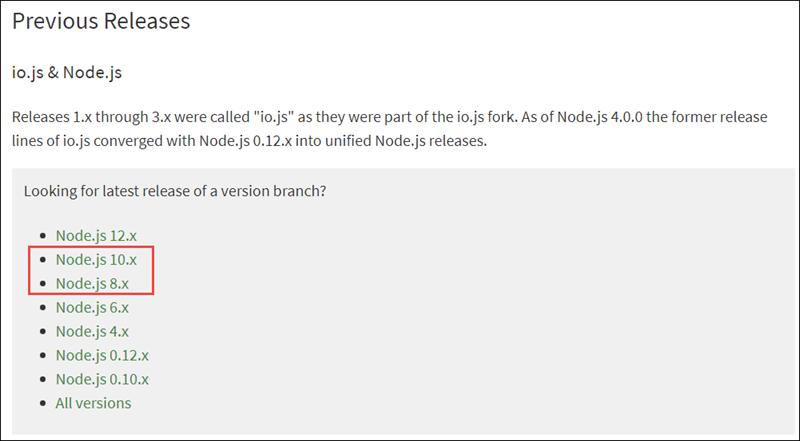 Previous Releases
io.js & Node.js
Releases 1.x through 3.x were called "io.js" as they were part of the io.js fork. As of Node.js 4.0.0 the former release
lines of io.js converged with Node.js 0.12.x into unified Node.js releases.
Looking for latest release of a version branch?
Node.js 12.x
Node.js 10.x
Node.js 8.x
Node.js 6.x
Node.js 4.x
Node.js 0.12.x
Node.js 0.10.x
All versions